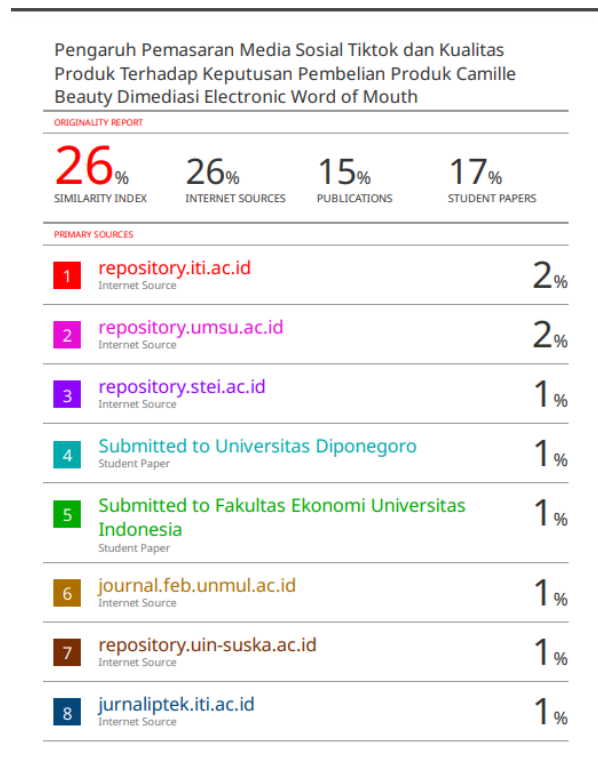 Pengaruh Pemasaran Media Sosial Tiktok dan Kualitas
Produk Terhadap Keputusan Pembelian Produk Camille
Beauty Dimediasi Electronic Word of Mouth
ORIGINALITY REPORT
26%
SIMILARITY INDEX
26%
INTERNET SOURCES
15%
PUBLICATIONS
17%
STUDENT PAPERS
PRIMARY SOURCES
1 repository.iti.ac.id 2%
Internet Source
2 repository.umsu.ac.id 2%
Internet Source
3 repository.stei.ac.id 1%
Internet Source
4 Submitted to Universitas Diponegoro 1%
Student Paper
5 Submitted to Fakultas Ekonomi Universitas 1%
Indonesia
Student Paper
6 journal.feb.unmul.ac.id 1%
Internet Source
7 repository.uin-suska.ac.id 1%
Internet Source
8 jurnaliptek.iti.ac.id 1%
Internet Source